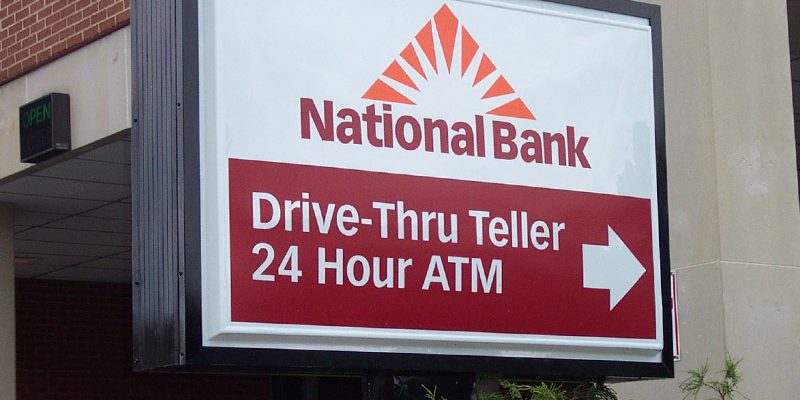 OPEN
National Bank
Drive-Thru Teller
24 Hour ATM